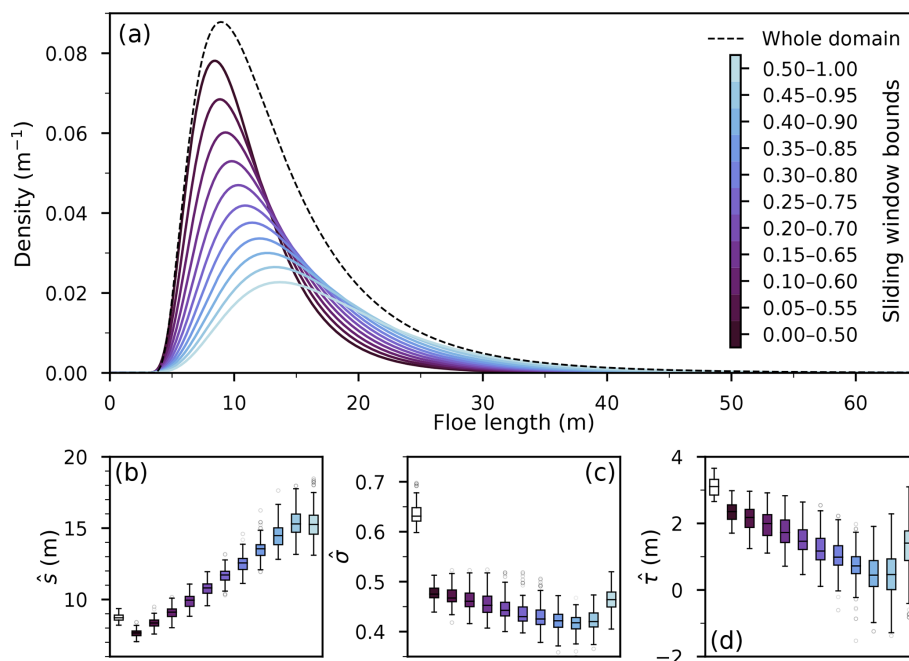 (a)
Whole domain
0.50–1.00
0.45–0.95
0.40–0.90
0.35–0.85
0.30–0.80
0.25–0.75
0.20–0.70
0.15–0.65
0.10–0.60
0.05–0.55
0.00–0.50
Sliding window bounds
0.08
0.06
0.04
0.02
0.00
Density (m⁻¹)
0 10 20 30 40 50 60
Floe length (m)
(b)
20
15
10
ŝ (m)
(c)
0.7
0.6
0.5
0.4
σ̂
(d)
4
2
0
−2
τ̂ (m)